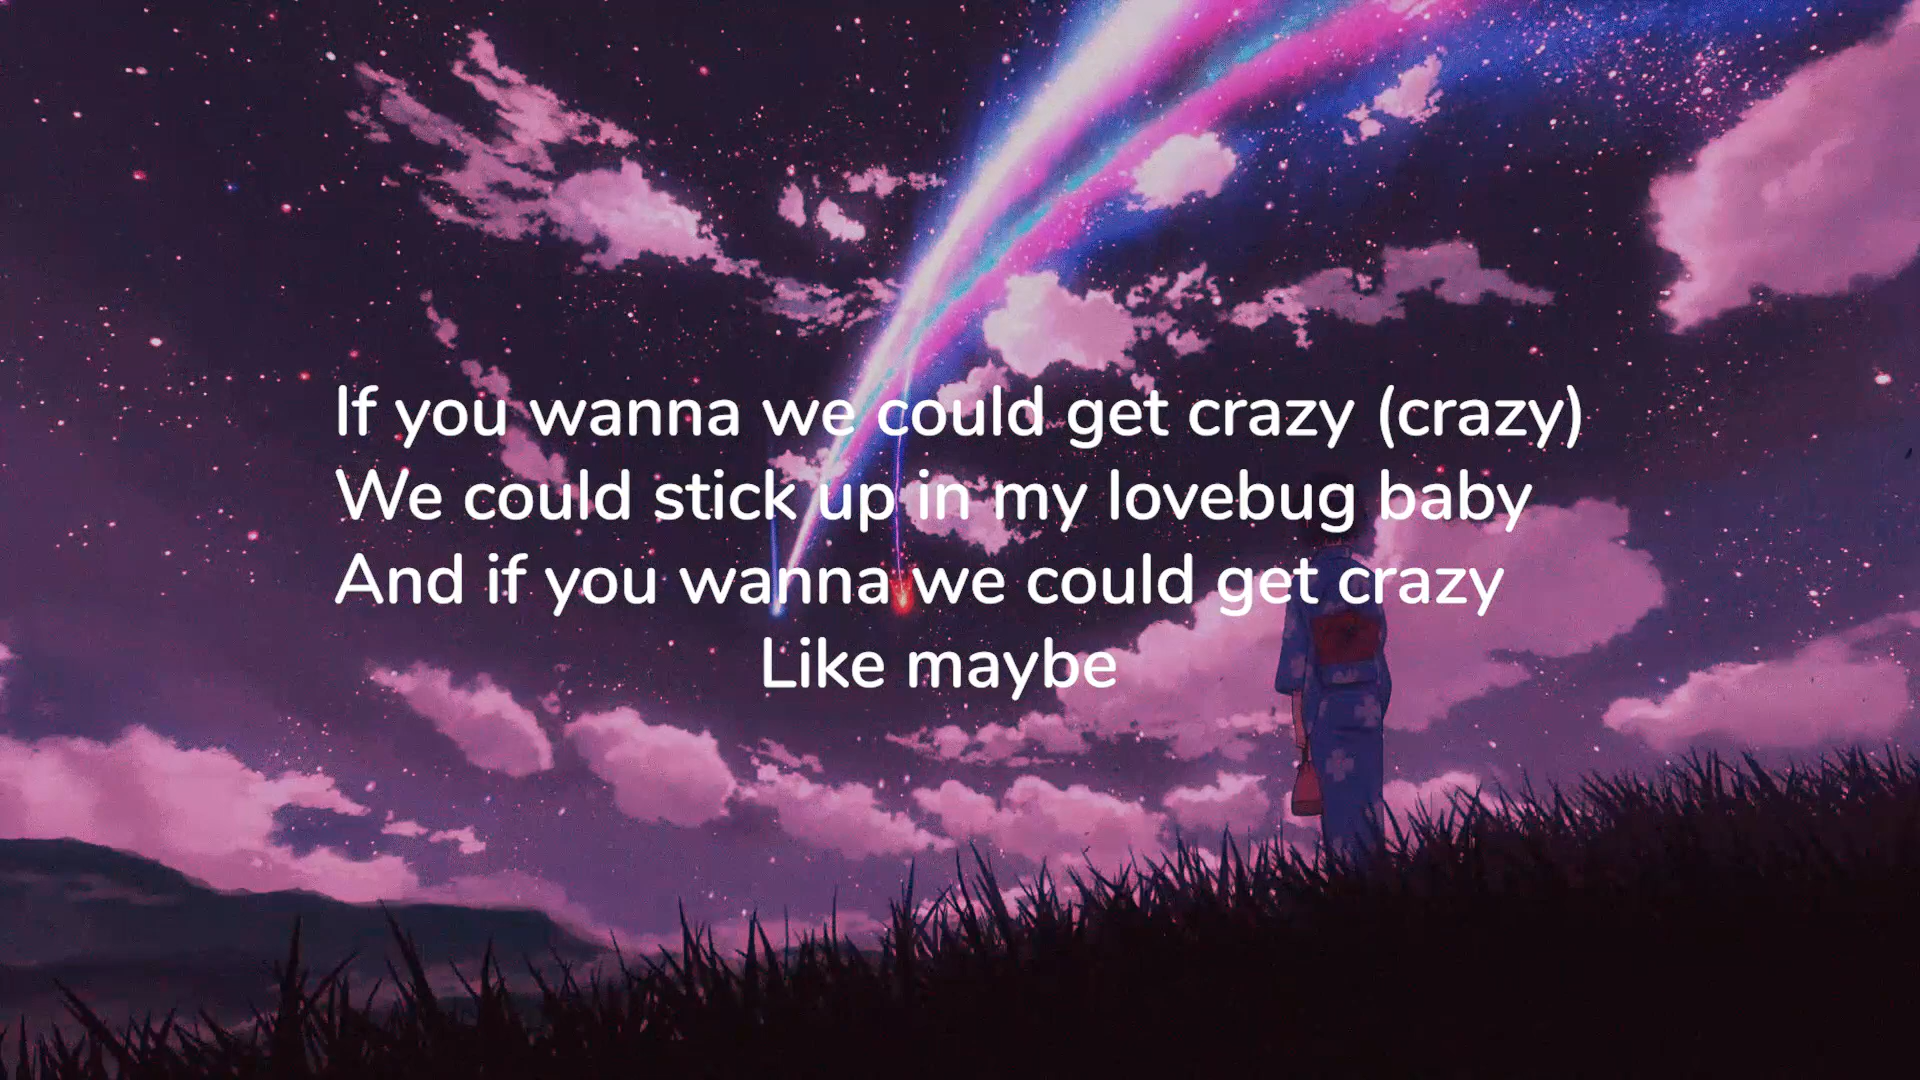 If you wanna we could get crazy (crazy)
We could stick up in my lovebug baby
And if you wanna we could get crazy
Like maybe